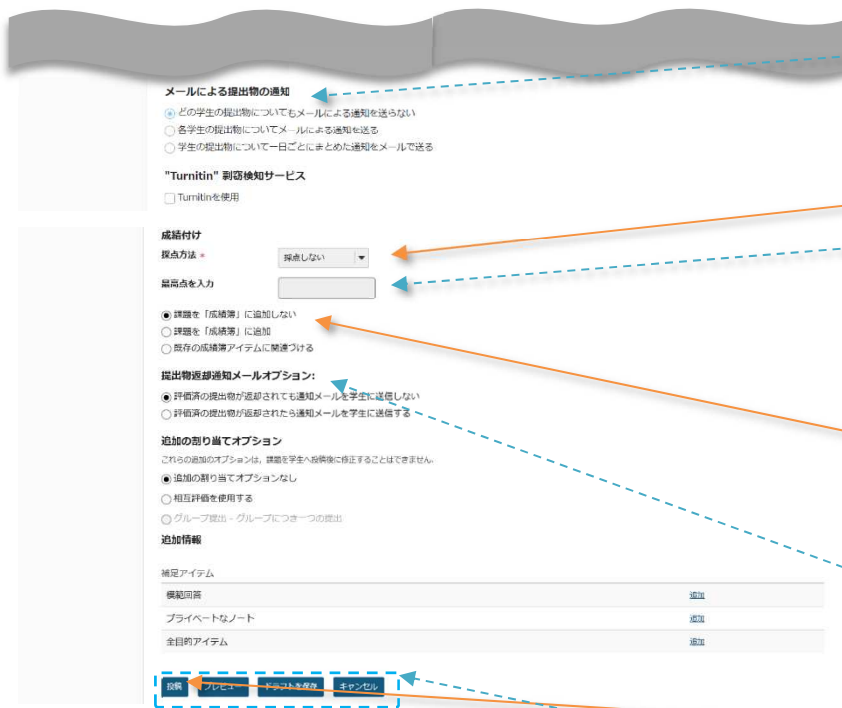 メールによる提出物の通知
どの学生の提出物についてもメールによる通知を送らない
各学生の提出物についてメールによる通知を送る
学生の提出物について一日ごとにまとめた通知をメールで送る
"Turnitin" 剽窃検知サービス
Turnitinを使用
成績付け
採点方法 *
採点しない
最高点を入力
課題を「成績簿」に追加しない
課題を「成績簿」に追加
既存の成績簿アイテムに関連づける
提出物返却通知メールオプション:
評価済の提出物が返却されても通知メールを学生に送信しない
評価済の提出物が返却されたら通知メールを学生に送信する
追加の割り当てオプション
これらの追加のオプションは，課題を学生へ投稿後に修正することはできません．
追加の割り当てオプションなし
相互評価を使用する
グループ提出 - グループにつき一つの提出
追加情報
補足アイテム
模範回答 追加
プライベートなノート 追加
全目的アイテム 追加
投稿 プレビュー ドラフトを保存 キャンセル